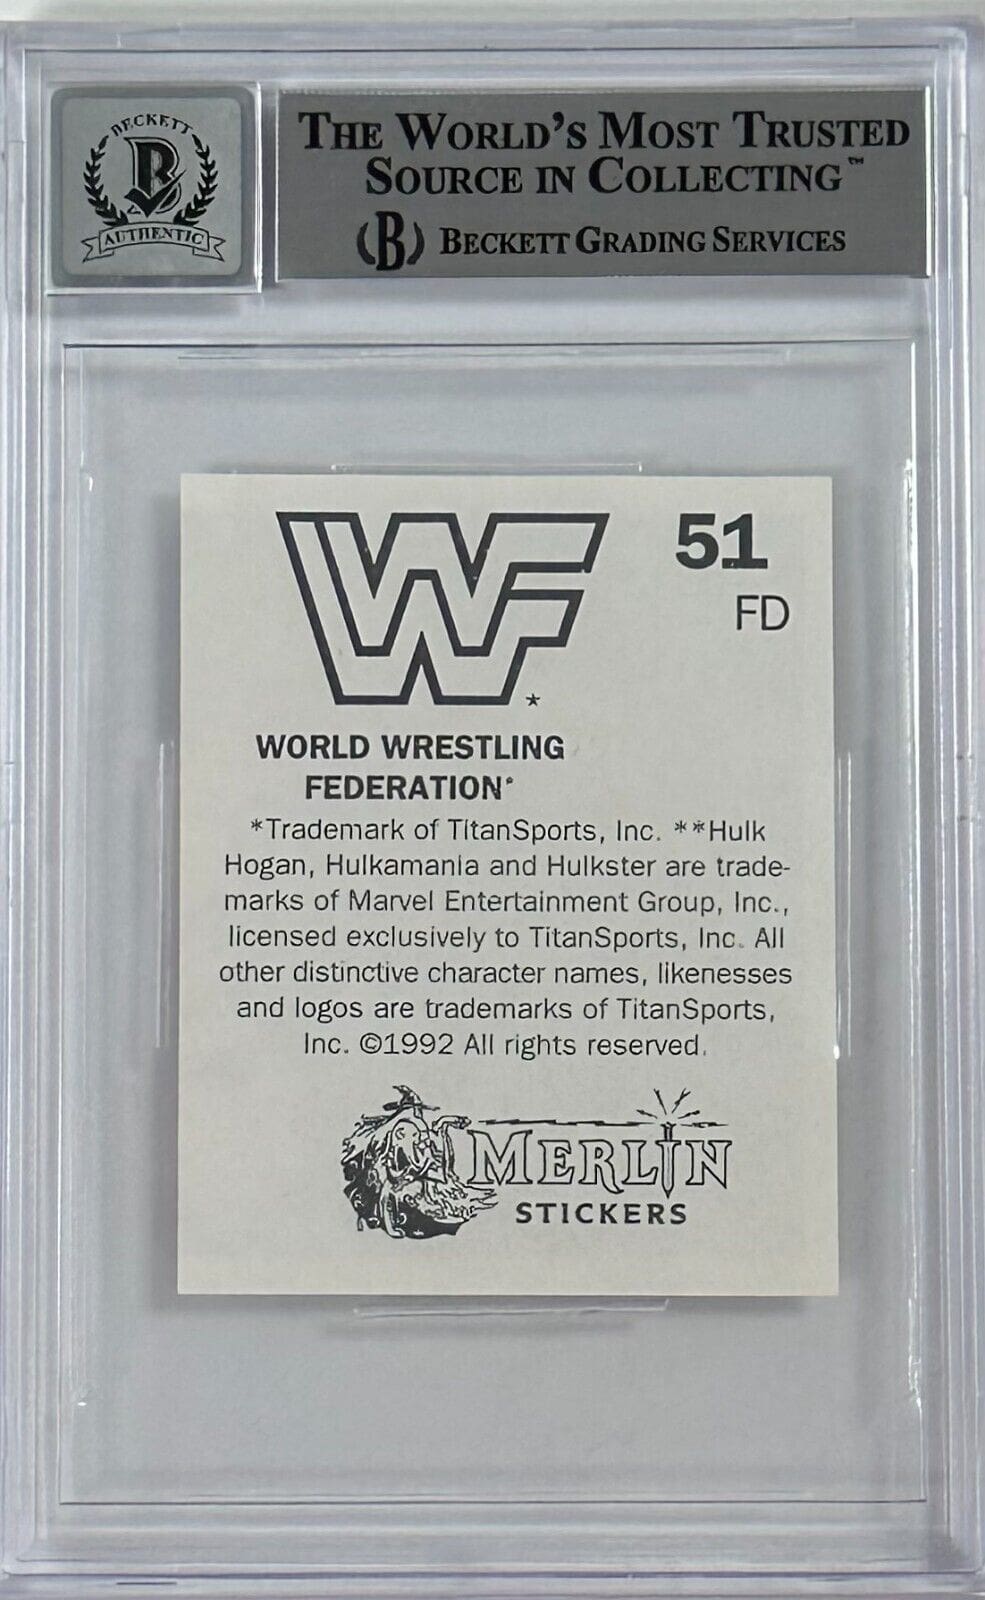 BECKETT
B
AUTHENTIC
THE WORLD'S MOST TRUSTED
SOURCE IN COLLECTING™
(B) BECKETT GRADING SERVICES
WF
51
FD
*
WORLD WRESTLING
FEDERATION®
*Trademark of TitanSports, Inc. **Hulk
Hogan, Hulkamania and Hulkster are trade-
marks of Marvel Entertainment Group, Inc.,
licensed exclusively to TitanSports, Inc. All
other distinctive character names, likenesses
and logos are trademarks of TitanSports,
Inc. ©1992 All rights reserved.
MERLIN
STICKERS